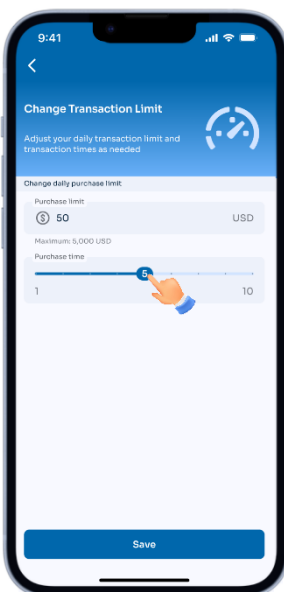 9:41
Change Transaction Limit
Adjust your daily transaction limit and
transaction times as needed
Change daily purchase limit
Purchase limit
$ 50 USD
Maximum: 5,000 USD
Purchase time
5
1 10
Save